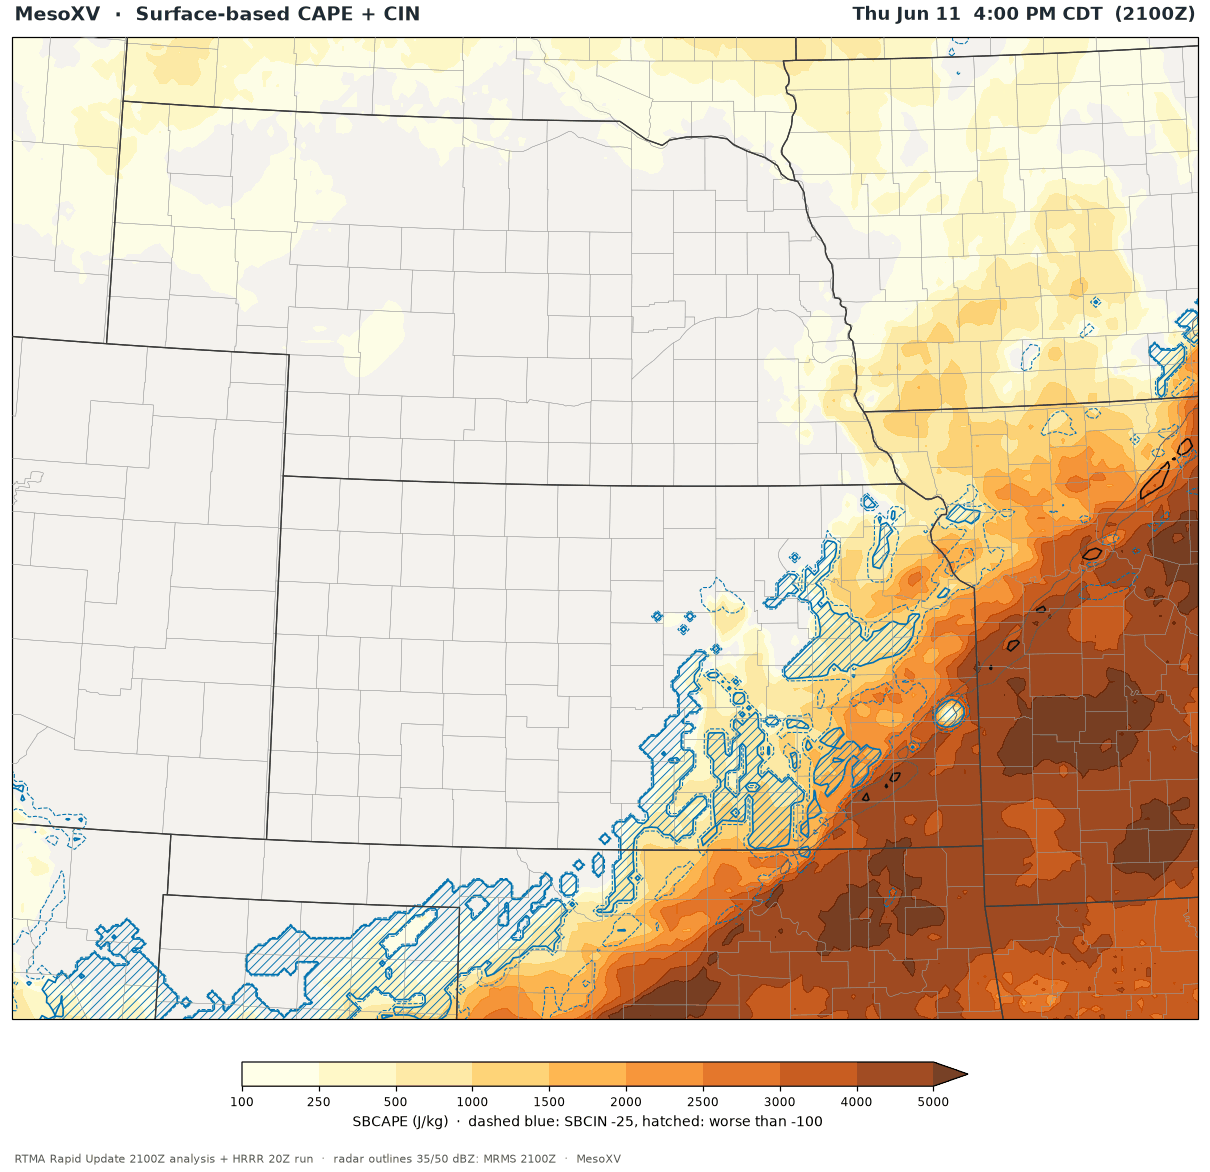 MesoXV · Surface-based CAPE + CIN
Thu Jun 11 4:00 PM CDT (2100Z)
100 250 500 1000 1500 2000 2500 3000 4000 5000
SBCAPE (J/kg) · dashed blue: SBCIN -25, hatched: worse than -100
RTMA Rapid Update 2100Z analysis + HRRR 20Z run · radar outlines 35/50 dBZ: MRMS 2100Z · MesoXV